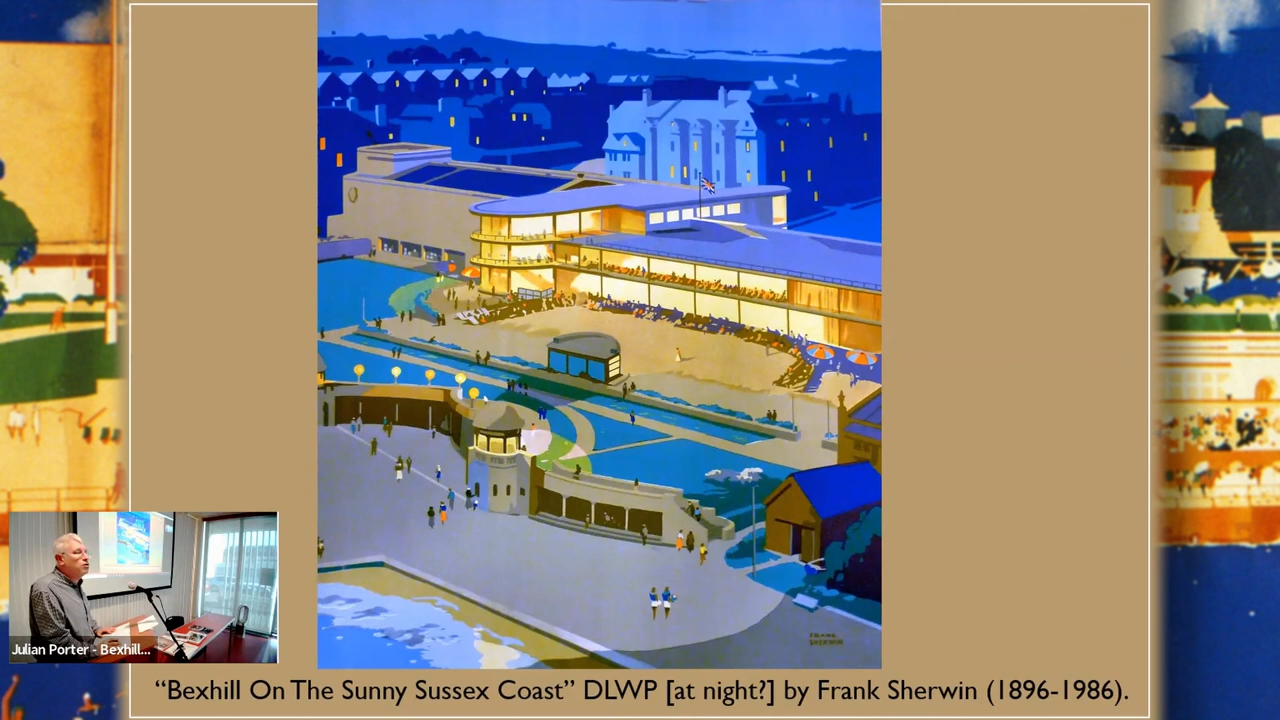 FRANK
SHERWIN
Julian Porter - Bexhill...
“Bexhill On The Sunny Sussex Coast” DLWP [at night?] by Frank Sherwin (1896-1986).